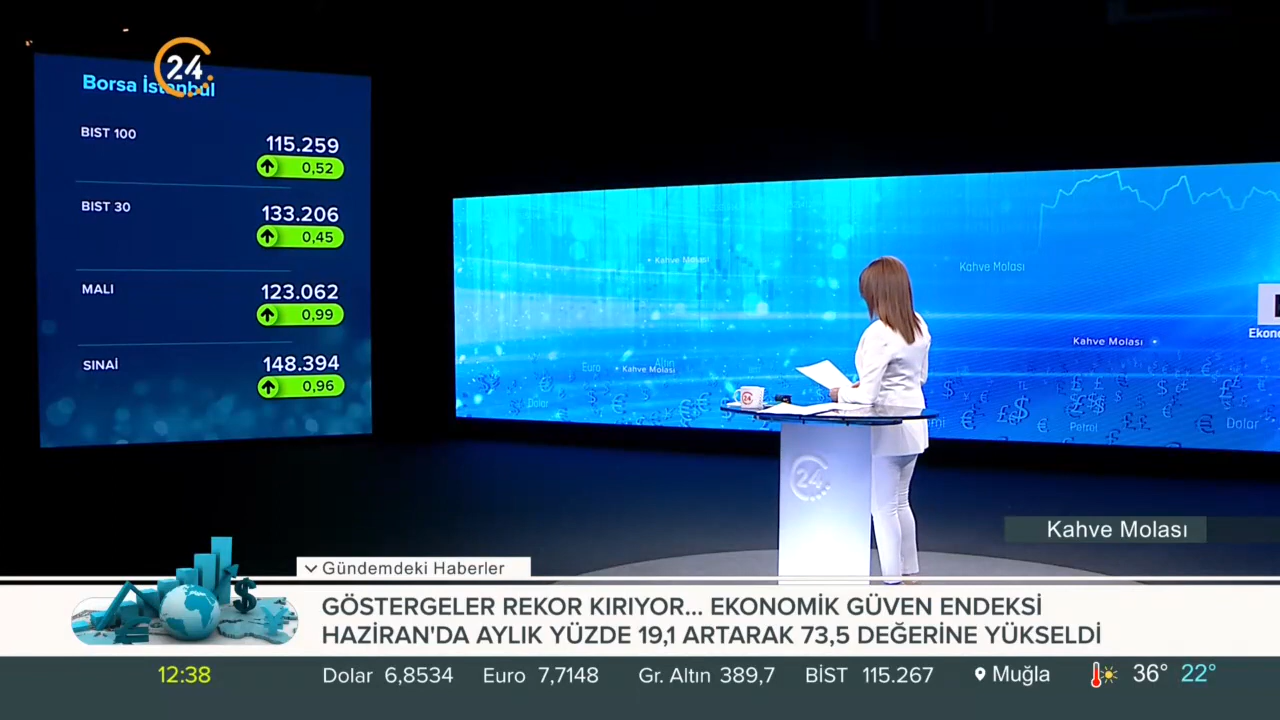 24
Borsa İstanbul
BIST 100
115.259
0,52
BIST 30
133.206
0,45
MALI
123.062
0,99
SINAİ
148.394
0,96
Kahve Molası
Kahve Molası
Kahve Molası
Ekono
Altın
Euro
Kahve Molası
Dolar
24
Petrol
Dolar
24
Kahve Molası
Gündemdeki Haberler
GÖSTERGELER REKOR KIRIYOR... EKONOMİK GÜVEN ENDEKSİ
HAZİRAN'DA AYLIK YÜZDE 19,1 ARTARAK 73,5 DEĞERİNE YÜKSELDİ
12:38 Dolar 6,8534 Euro 7,7148 Gr. Altın 389,7 BİST 115.267 Muğla 36° 22°